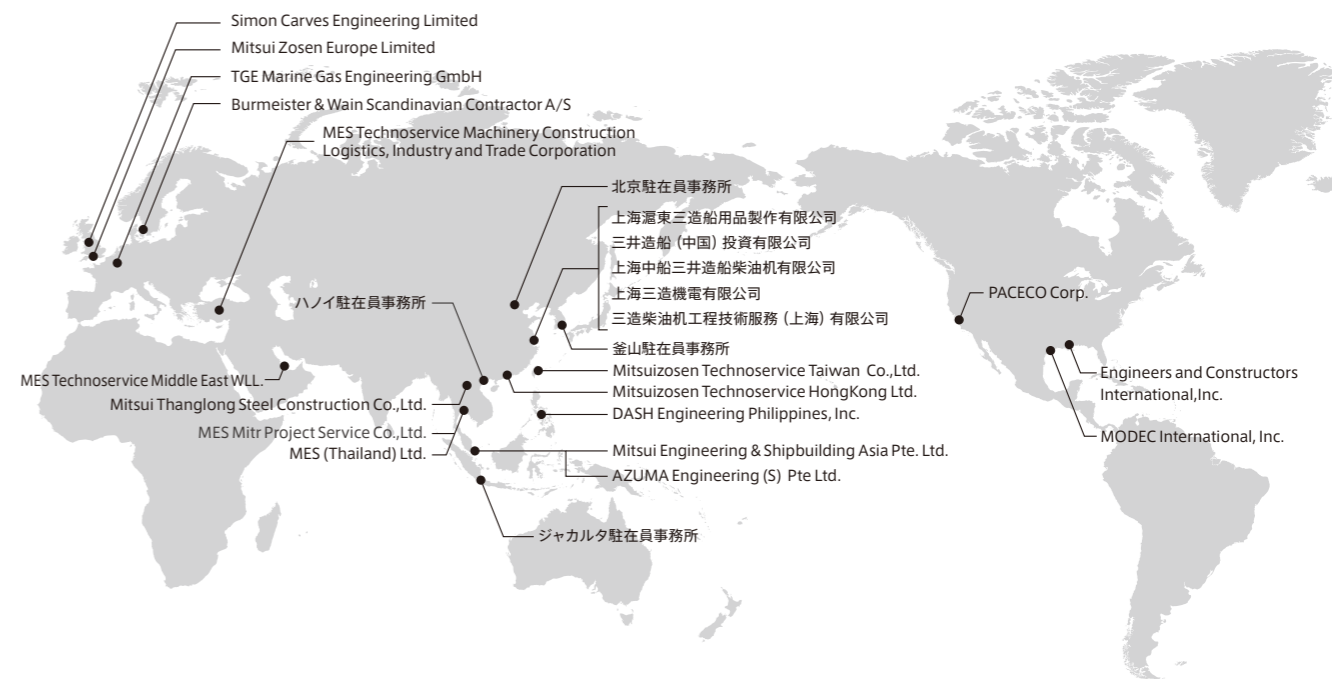 Simon Carves Engineering Limited
Mitsui Zosen Europe Limited
TGE Marine Gas Engineering GmbH
Burmeister & Wain Scandinavian Contractor A/S
MES Technoservice Machinery Construction
Logistics, Industry and Trade Corporation
北京駐在員事務所
上海滬東三造船用品製作有限公司
三井造船（中国）投資有限公司
上海中船三井造船柴油机有限公司
上海三造機電有限公司
三造柴油机工程技術服務（上海）有限公司
釜山駐在員事務所
Mitsuizosen Technoservice Taiwan Co.,Ltd.
Mitsuizosen Technoservice HongKong Ltd.
DASH Engineering Philippines, Inc.
Mitsui Engineering & Shipbuilding Asia Pte. Ltd.
AZUMA Engineering (S) Pte Ltd.
ジャカルタ駐在員事務所
ハノイ駐在員事務所
MES Technoservice Middle East WLL.
Mitsui Thanglong Steel Construction Co.,Ltd.
MES Mitr Project Service Co.,Ltd.
MES (Thailand) Ltd.
PACECO Corp.
Engineers and Constructors
International,Inc.
MODEC International, Inc.